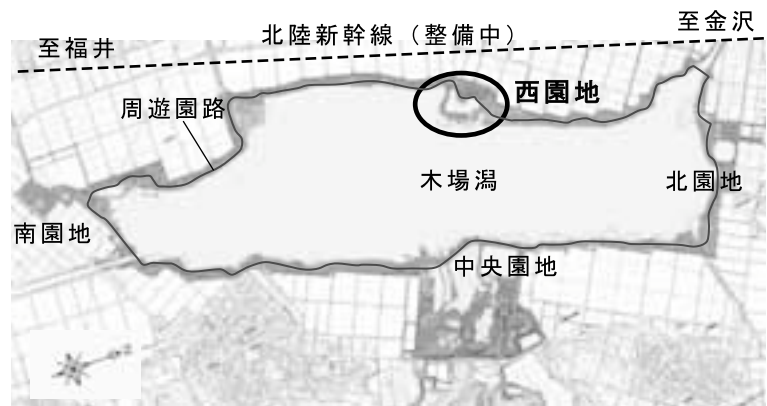 至金沢
北陸新幹線（整備中）
至福井
西園地
周遊園路
木場潟
北園地
南園地
中央園地